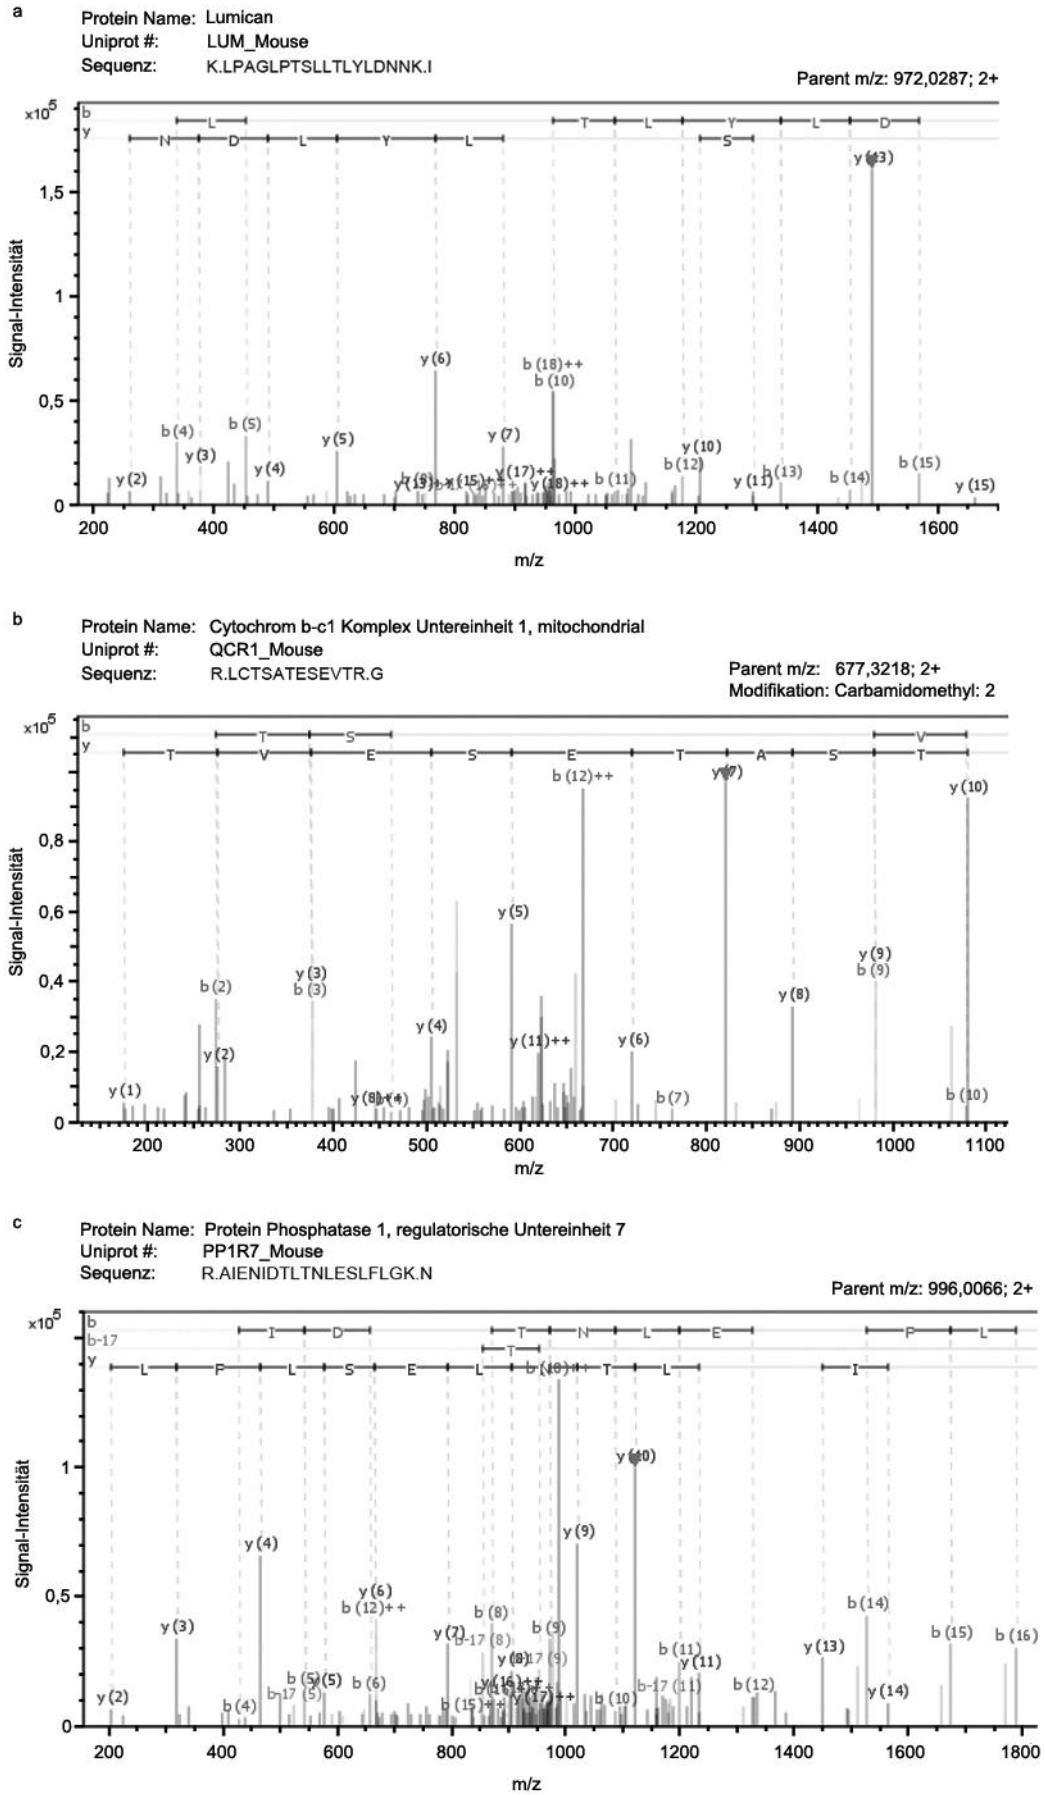 a
Protein Name: Lumican
Uniprot #: LUM_Mouse
Sequenz: K.LPAGLPTSLLTLYLDNNK.I
Parent m/z: 972,0287; 2+
x10⁵
b L T L Y L D
y N D L Y L S
y (13)
1,5
1
0,5
0
Signal-Intensität
y (6)
b (18)++
b (10)
b (4)
b (5)
y (3)
y (2)
y (4)
y (5)
y (7)
y (17)++
y (15)++
y (18)++
b (11)
b (12)
y (10)
y (11)
b (13)
b (14)
b (15)
y (15)
200 400 600 800 1000 1200 1400 1600
m/z
b
Protein Name: Cytochrom b-c1 Komplex Untereinheit 1, mitochondrial
Uniprot #: QCR1_Mouse
Sequenz: R.LCTSATESEVTR.G
Parent m/z: 677,3218; 2+
Modifikation: Carbamidomethyl: 2
x10⁵
b T S V
y T V E S E T A S T
b (12)++
y (7)
y (10)
0,8
0,6
0,4
0,2
0
Signal-Intensität
y (5)
y (3)
b (3)
b (2)
y (2)
y (1)
y (4)
y (11)++
y (6)
b (7)
y (8)
y (9)
b (9)
b (10)
200 300 400 500 600 700 800 900 1000 1100
m/z
c
Protein Name: Protein Phosphatase 1, regulatorische Untereinheit 7
Uniprot #: PP1R7_Mouse
Sequenz: R.AIENIDTLTNLESLFLGK.N
Parent m/z: 996,0066; 2+
x10⁵
b I D T N L E F L
b-17 T
y L F L S E L N T L I
1
0,5
0
Signal-Intensität
y (10)
y (9)
y (4)
y (6)
b (12)++
y (3)
y (2)
b (4)
b (5)
b-17 (5)
y (5)
b (6)
y (7)
b (8)
b-17 (8)
b (9)
b-17 (9)
y (8)
y (16)++
b (15)++
y (17)++
b (10)
b (11)
y (11)
b-17 (11)
b (12)
y (13)
b (14)
y (14)
b (15)
b (16)
200 400 600 800 1000 1200 1400 1600 1800
m/z